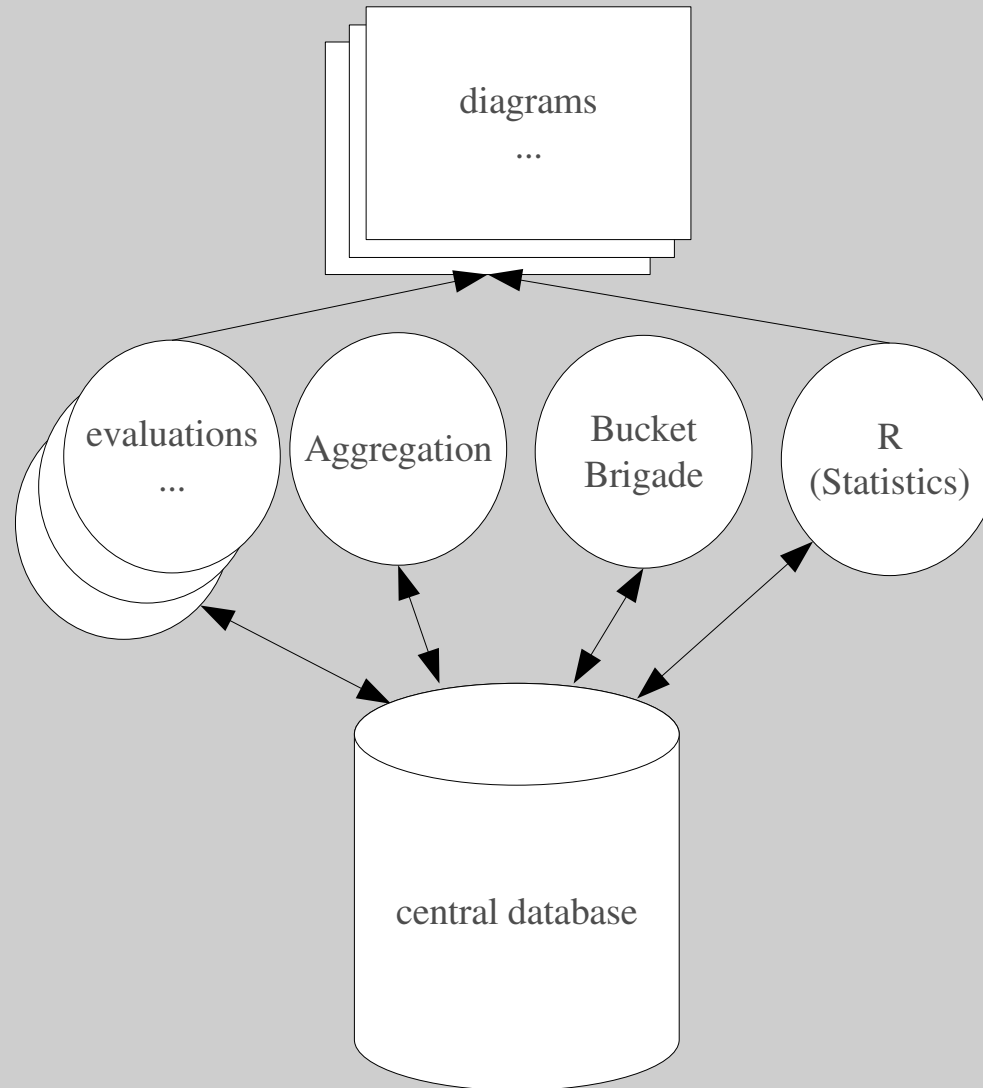 diagrams
...
evaluations
...
Aggregation
Bucket
Brigade
R
(Statistics)
central database